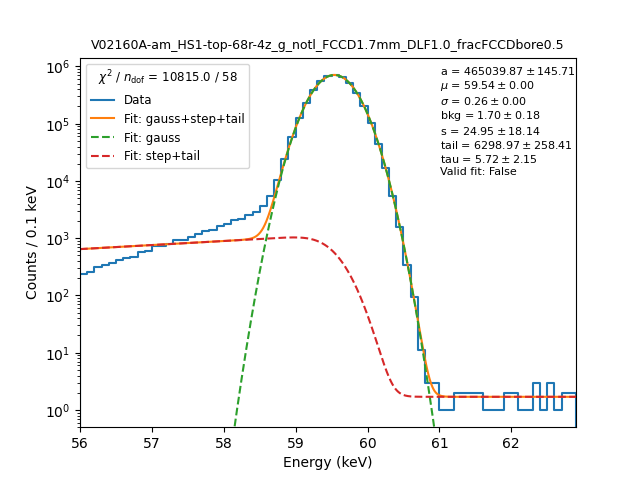 V02160A-am_HS1-top-68r-4z_g_notl_FCCD1.7mm_DLF1.0_fracFCCDbore0.5
χ² / n_dof = 10815.0 / 58
Data
Fit: gauss+step+tail
Fit: gauss
Fit: step+tail
a = 465039.87 ± 145.71
μ = 59.54 ± 0.00
σ = 0.26 ± 0.00
bkg = 1.70 ± 0.18
s = 24.95 ± 18.14
tail = 6298.97 ± 258.41
tau = 5.72 ± 2.15
Valid fit: False
Counts / 0.1 keV
10⁶
10⁵
10⁴
10³
10²
10¹
10⁰
56 57 58 59 60 61 62
Energy (keV)